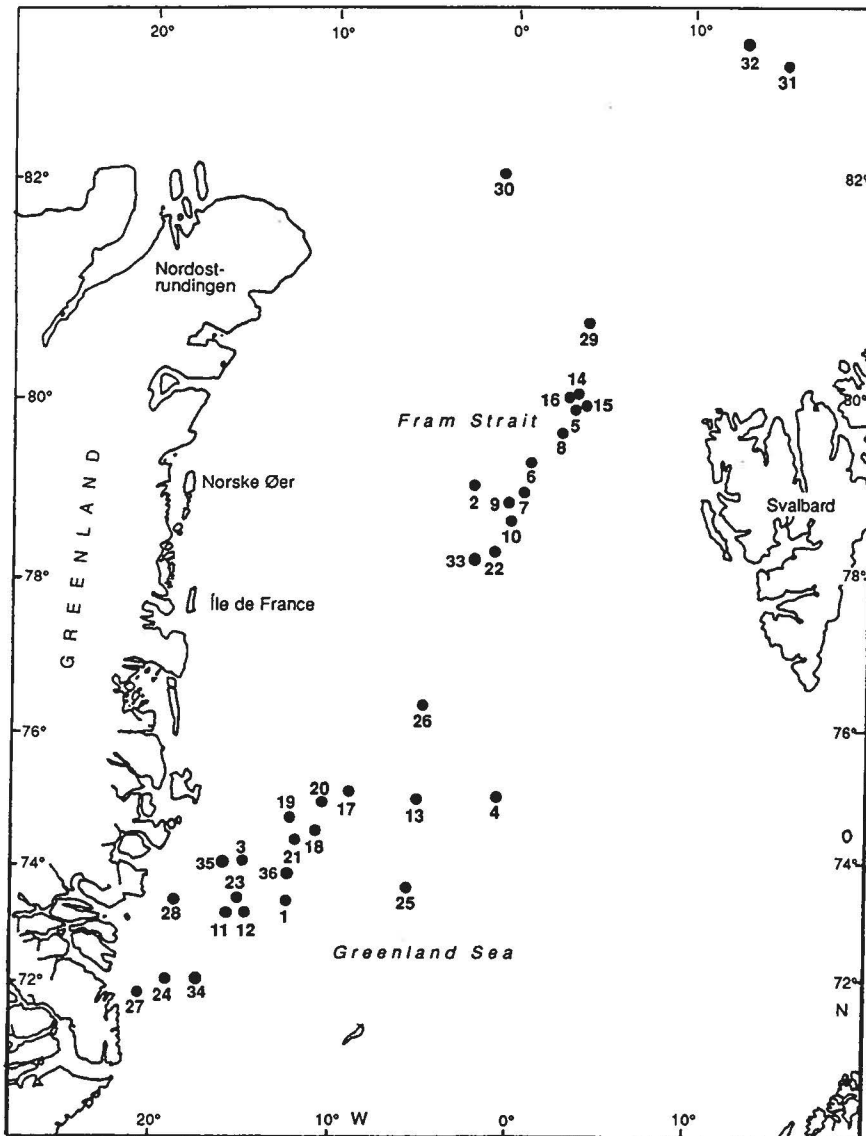 20° 10° 0° 10°
32
31
82° 82°
30
Nordost-
rundingen
29
14
80° 80°
16 15
Fram Strait 5
8
6
Norske Øer
2 9 7
Svalbard
10
33 22
78° 78°
GREENLAND
Île de France
26
76° 76°
20
19 17 13 4
18
O
21
3
35
74° 74°
36
23
28 11 12 1 25
Greenland Sea
72° 72°
27 24 34
N
20° 10° W 0° 10°